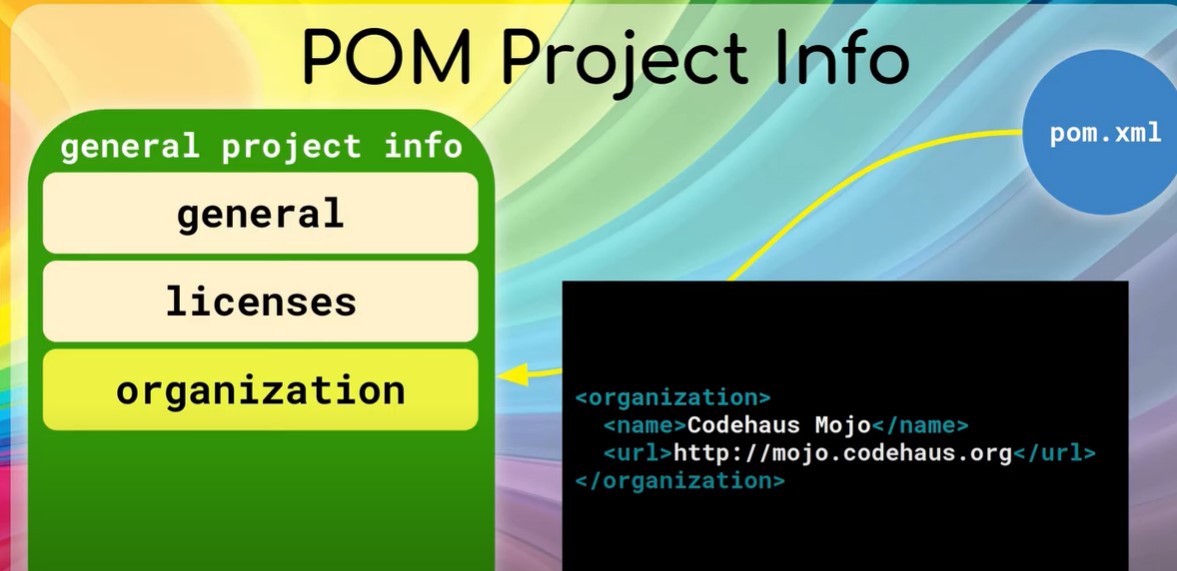 POM Project Info
pom.xml
general project info
general
licenses
organization
<organization>
  <name>Codehaus Mojo</name>
  <url>http://mojo.codehaus.org</url>
</organization>